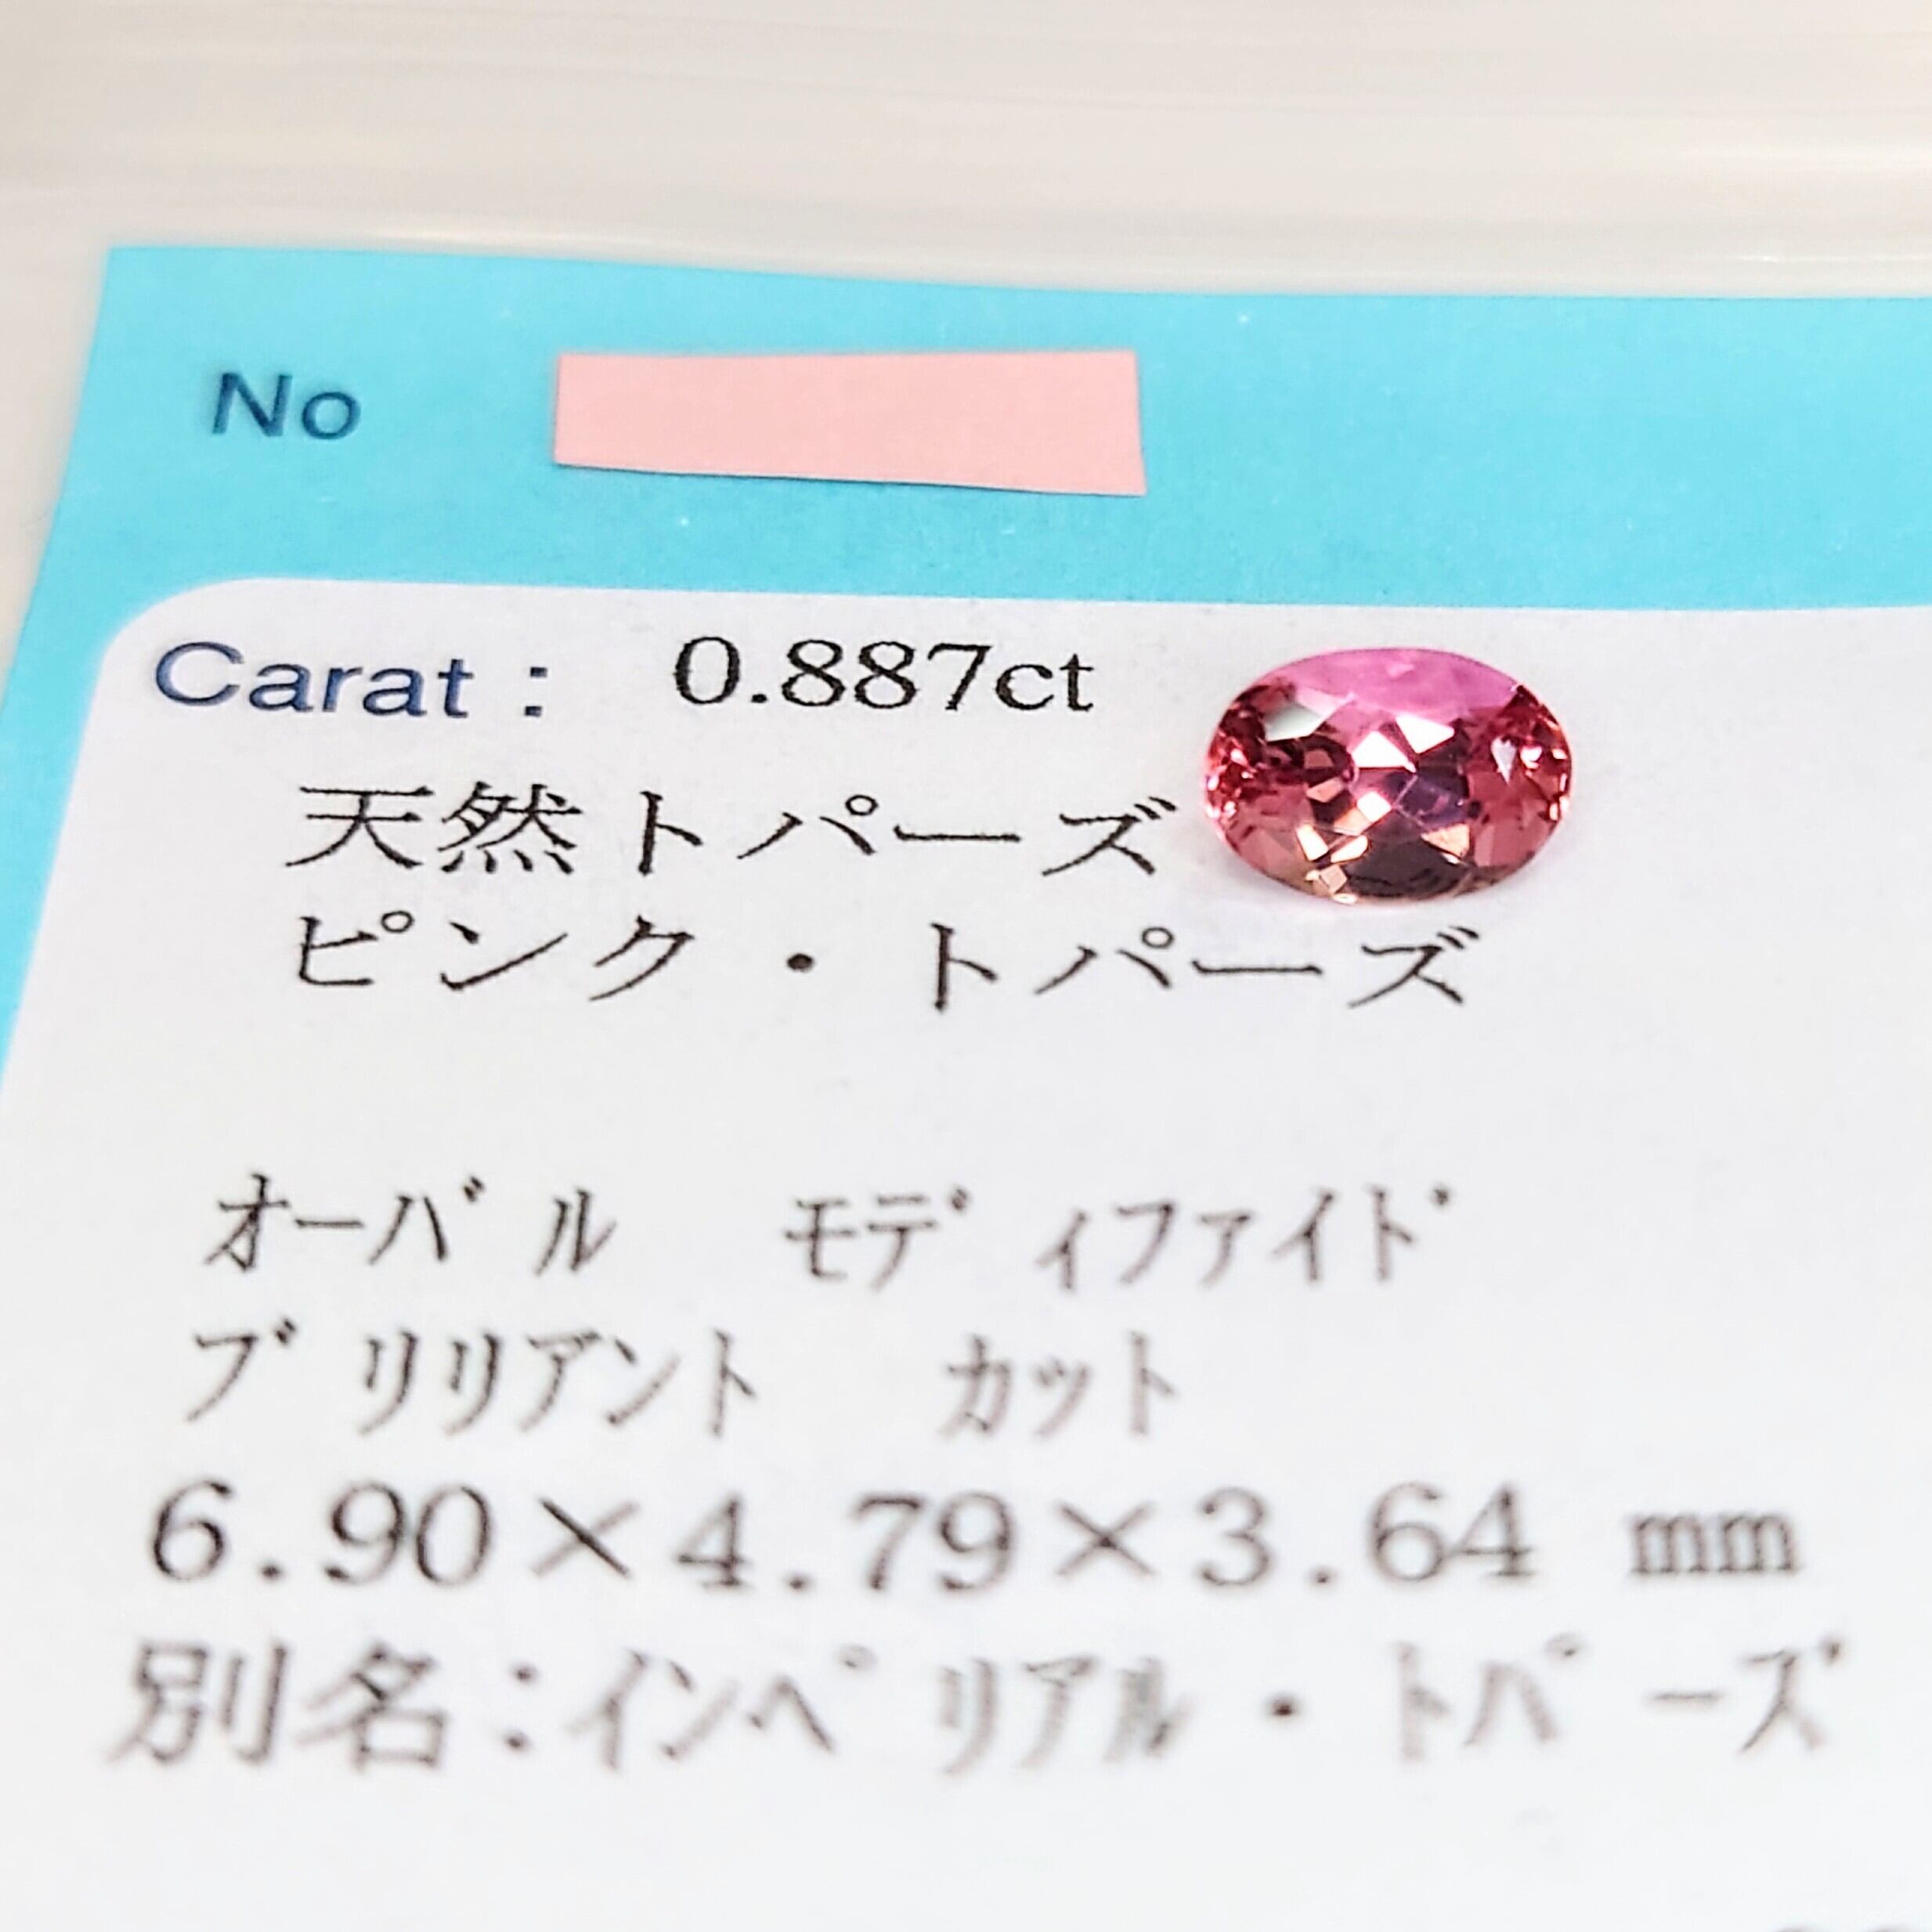 No
Carat : 0.887ct
天然トパーズ
ピンク・トパーズ
オーバル モディファイド
ブリリアント カット
6.90×4.79×3.64 mm
別名：インペリアル・トパーズ